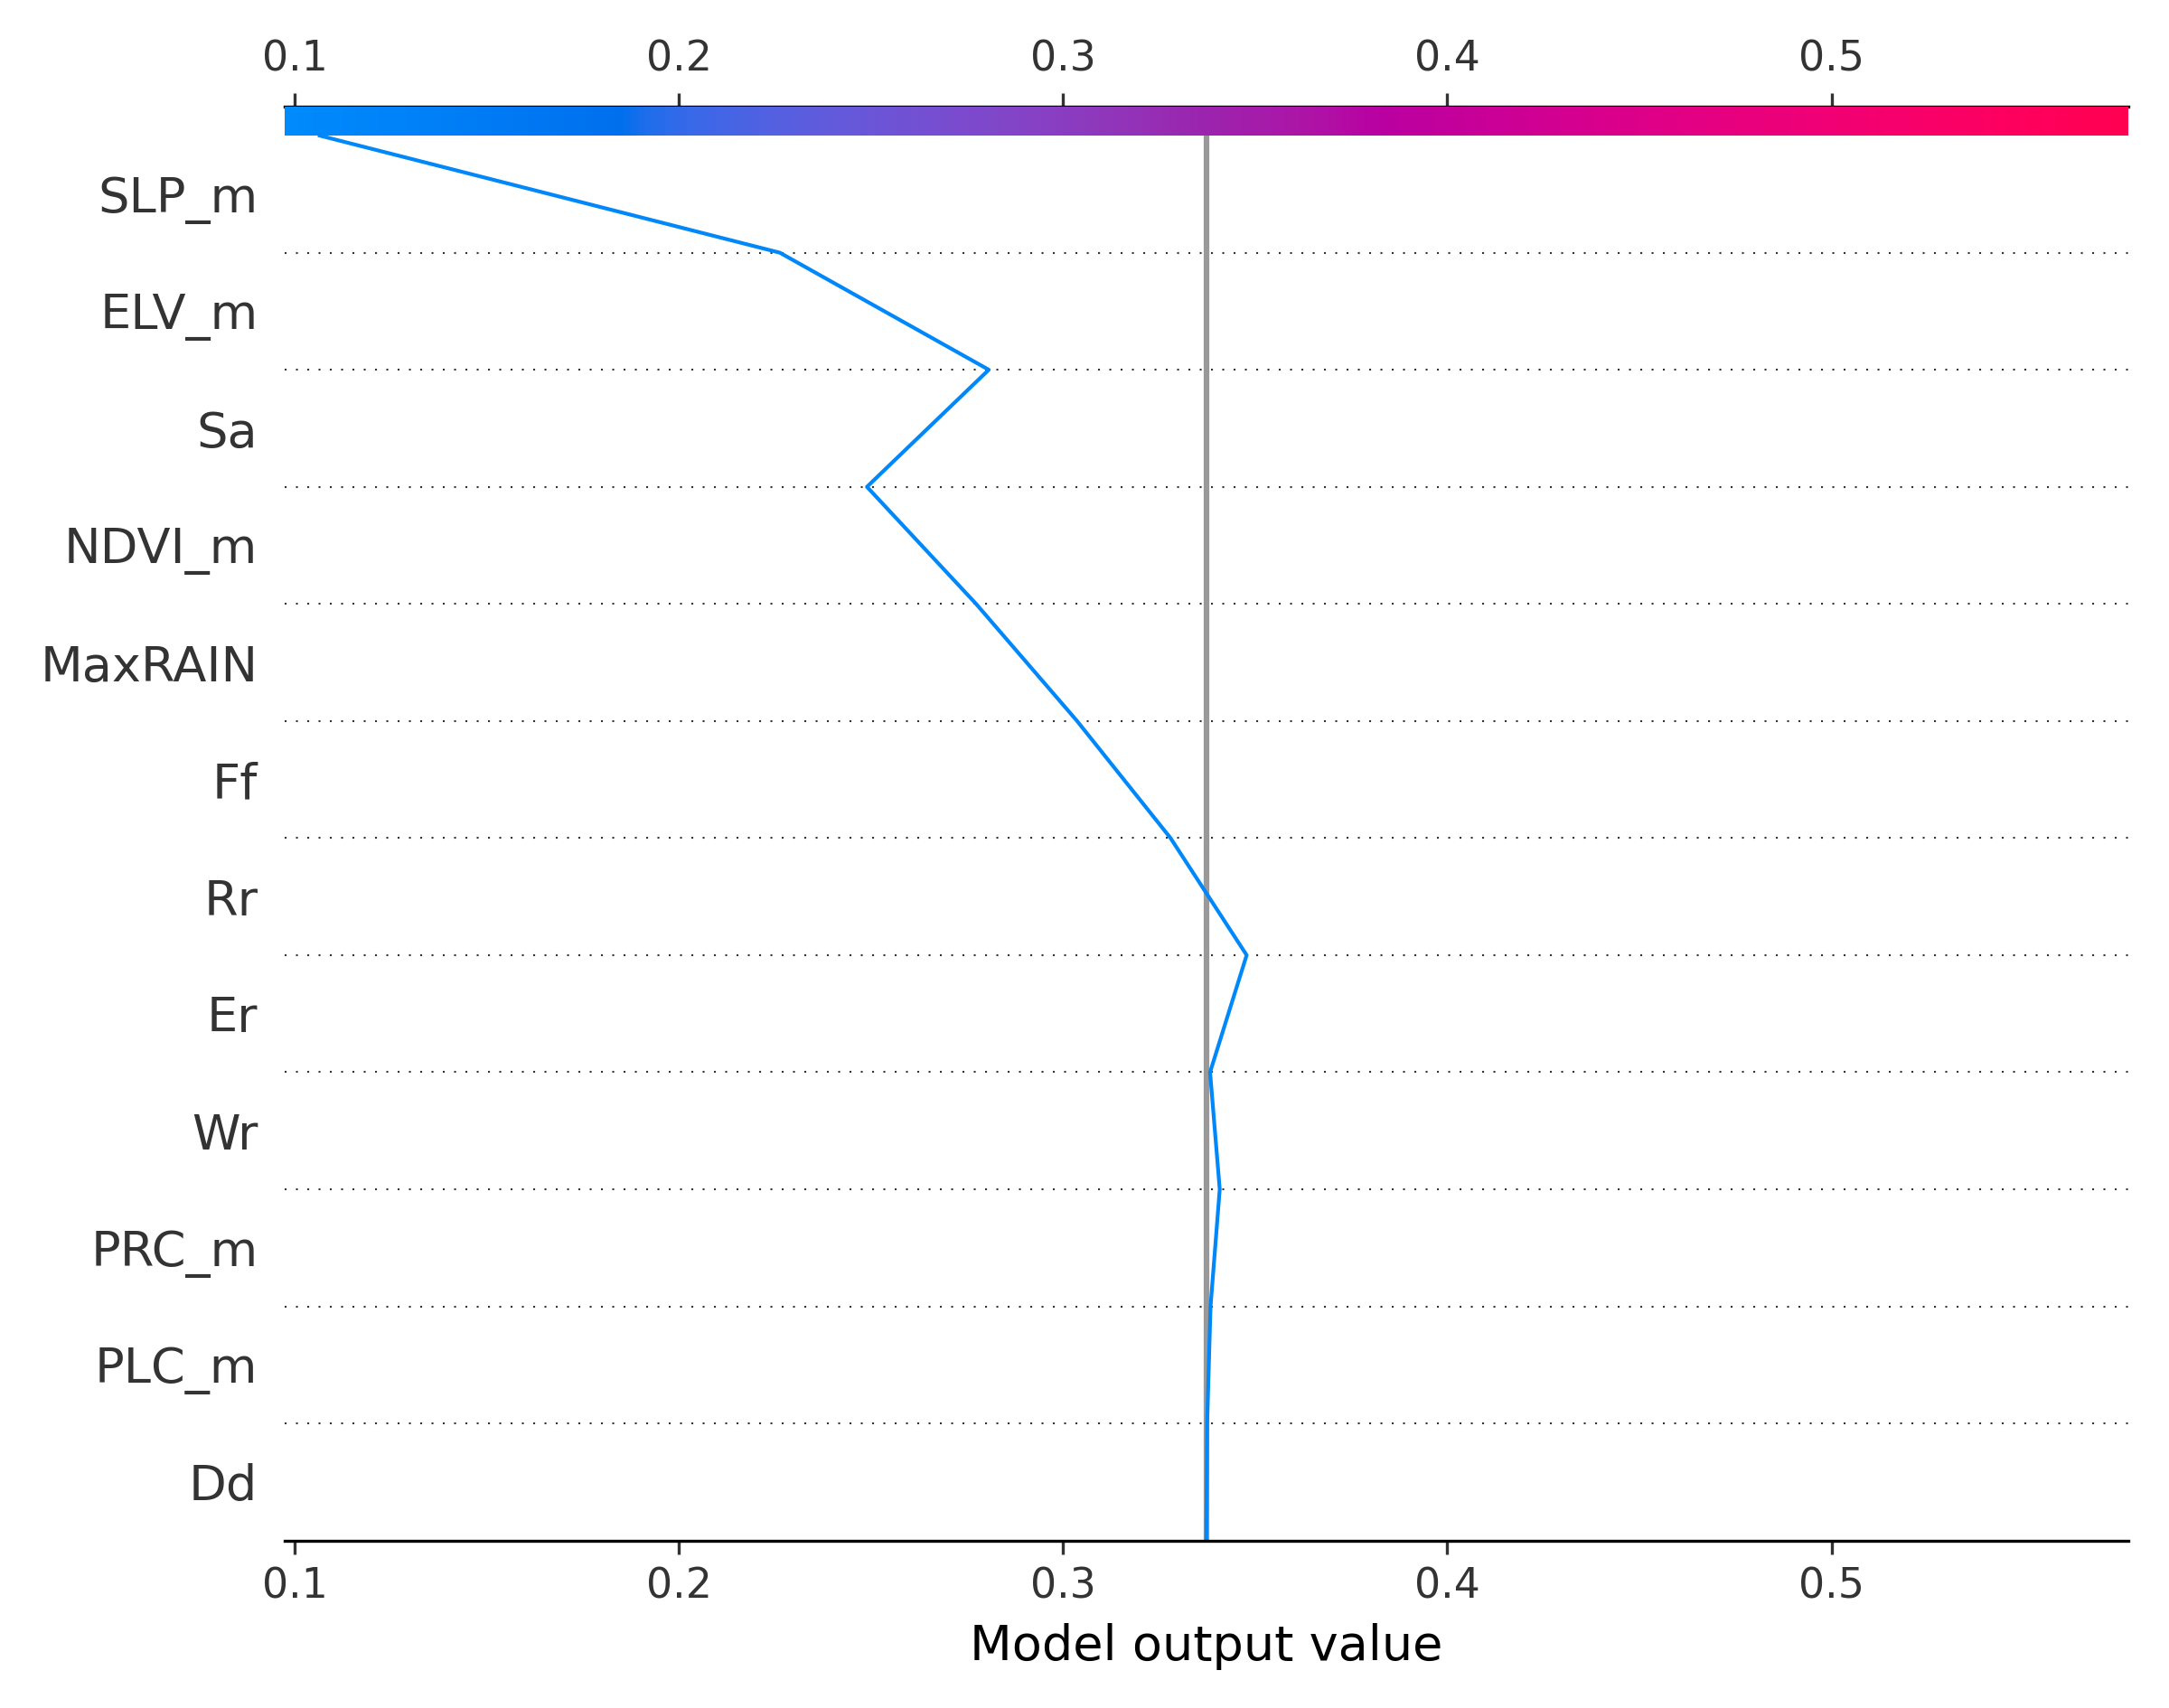 0.1 0.2 0.3 0.4 0.5
SLP_m
ELV_m
Sa
NDVI_m
MaxRAIN
Ff
Rr
Er
Wr
PRC_m
PLC_m
Dd
0.1 0.2 0.3 0.4 0.5
Model output value